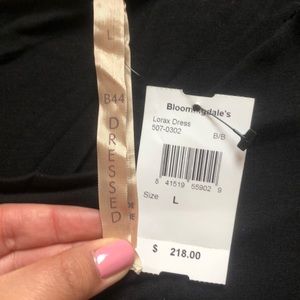 L
B44
DRESSED
Bloomingdale's
Lorax Dress
507-0302
B/B
8 41519 55902 9
Size L
$ 218.00